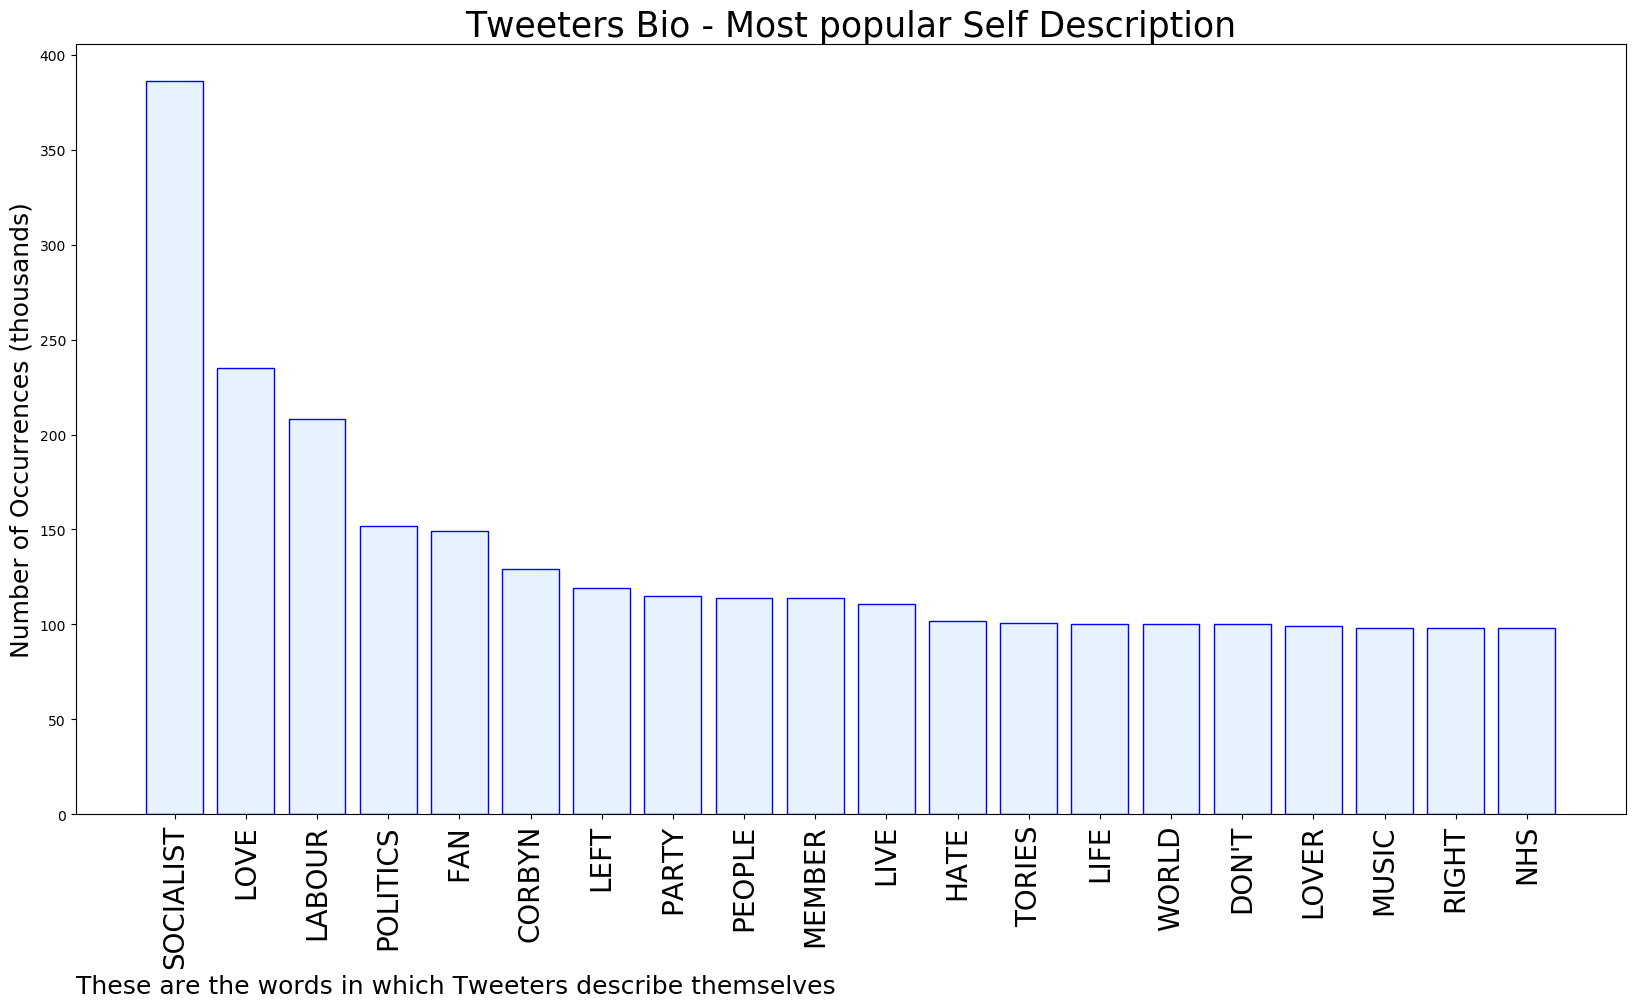 Tweeters Bio - Most popular Self Description
Number of Occurrences (thousands)
400
350
300
250
200
150
100
50
0
SOCIALIST
LOVE
LABOUR
POLITICS
FAN
CORBYN
LEFT
PARTY
PEOPLE
MEMBER
LIVE
HATE
TORIES
LIFE
WORLD
DON'T
LOVER
MUSIC
RIGHT
NHS
These are the words in which Tweeters describe themselves